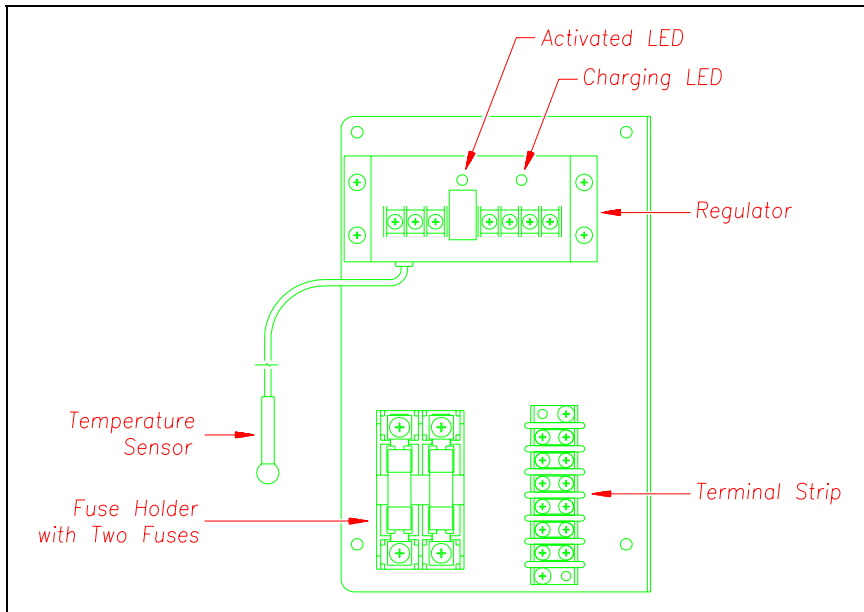 Activated LED
Charging LED
Regulator
Temperature
Sensor
Terminal Strip
Fuse Holder
with Two Fuses